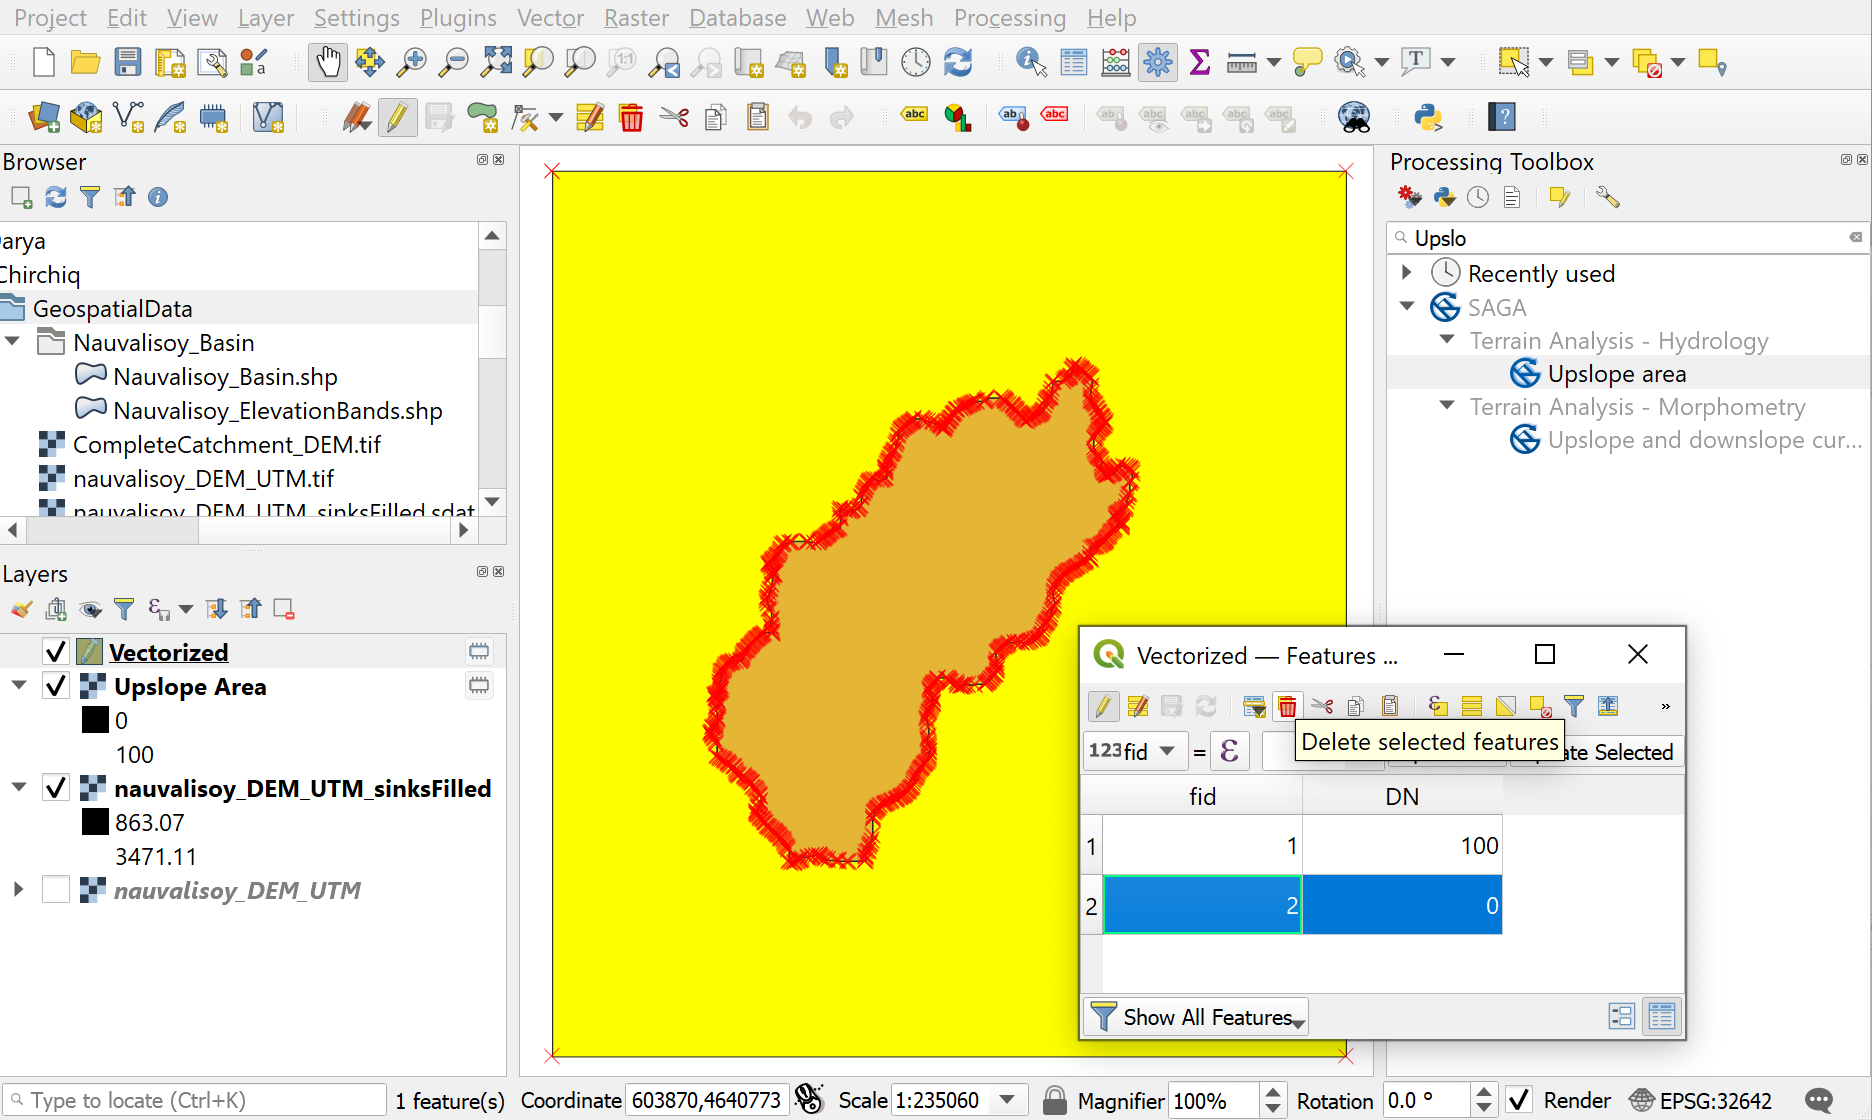 Project Edit View Layer Settings Plugins Vector Raster Database Web Mesh Processing Help
Browser
arya
Chirchiq
GeospatialData
Nauvalisoy_Basin
Nauvalisoy_Basin.shp
Nauvalisoy_ElevationBands.shp
CompleteCatchment_DEM.tif
nauvalisoy_DEM_UTM.tif
nauvalisoy_DEM_UTM_sinksFilled.sdat
Layers
Vectorized
Upslope Area
0
100
nauvalisoy_DEM_UTM_sinksFilled
863.07
3471.11
nauvalisoy_DEM_UTM
Processing Toolbox
Upslo
Recently used
SAGA
Terrain Analysis - Hydrology
Upslope area
Terrain Analysis - Morphometry
Upslope and downslope cur...
Vectorized — Features ...
»
Delete selected features
123 fid = ε
te Selected
fid DN
1 1 100
2 2 0
Show All Features
Type to locate (Ctrl+K) 1 feature(s) Coordinate 603870,4640773 Scale 1:235060 Magnifier 100% Rotation 0.0 ° Render EPSG:32642